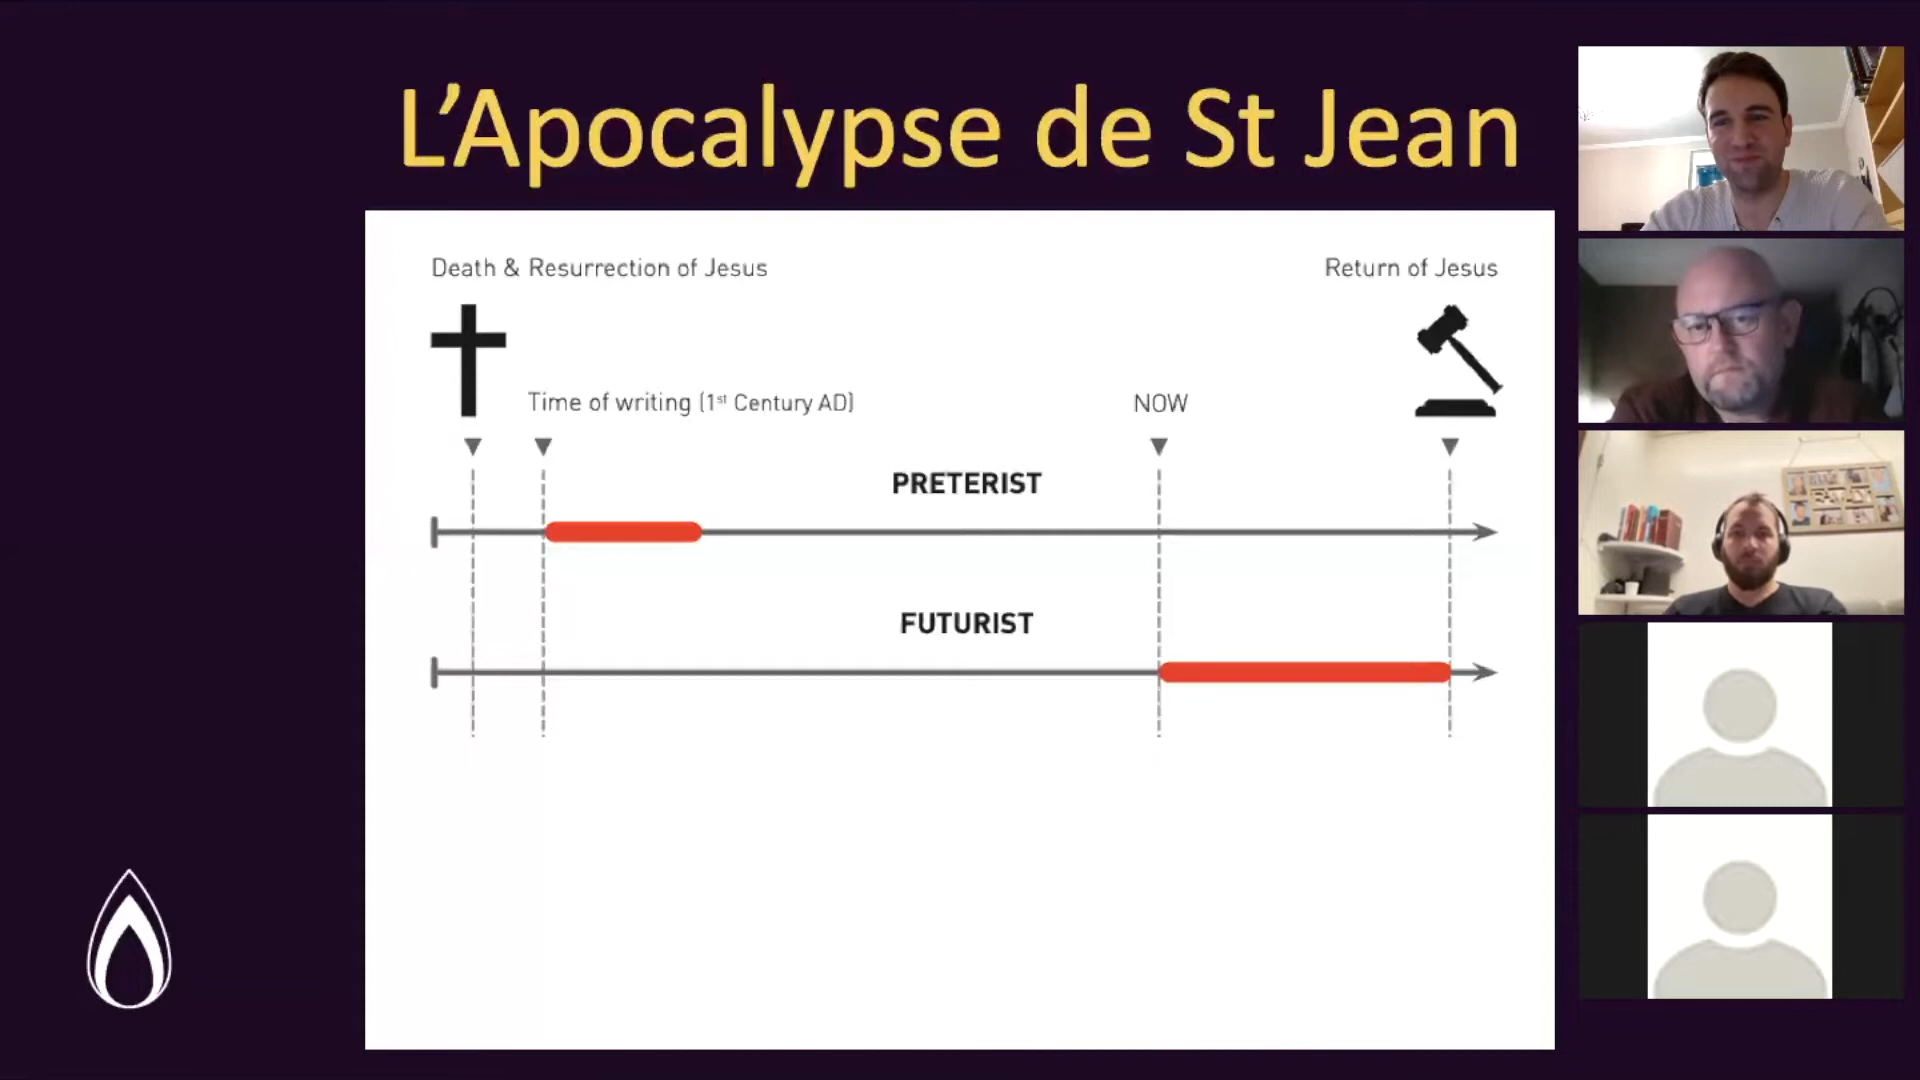 L'Apocalypse de St Jean
Death & Resurrection of Jesus
Return of Jesus
Time of writing (1st Century AD)
NOW
PRETERIST
FUTURIST